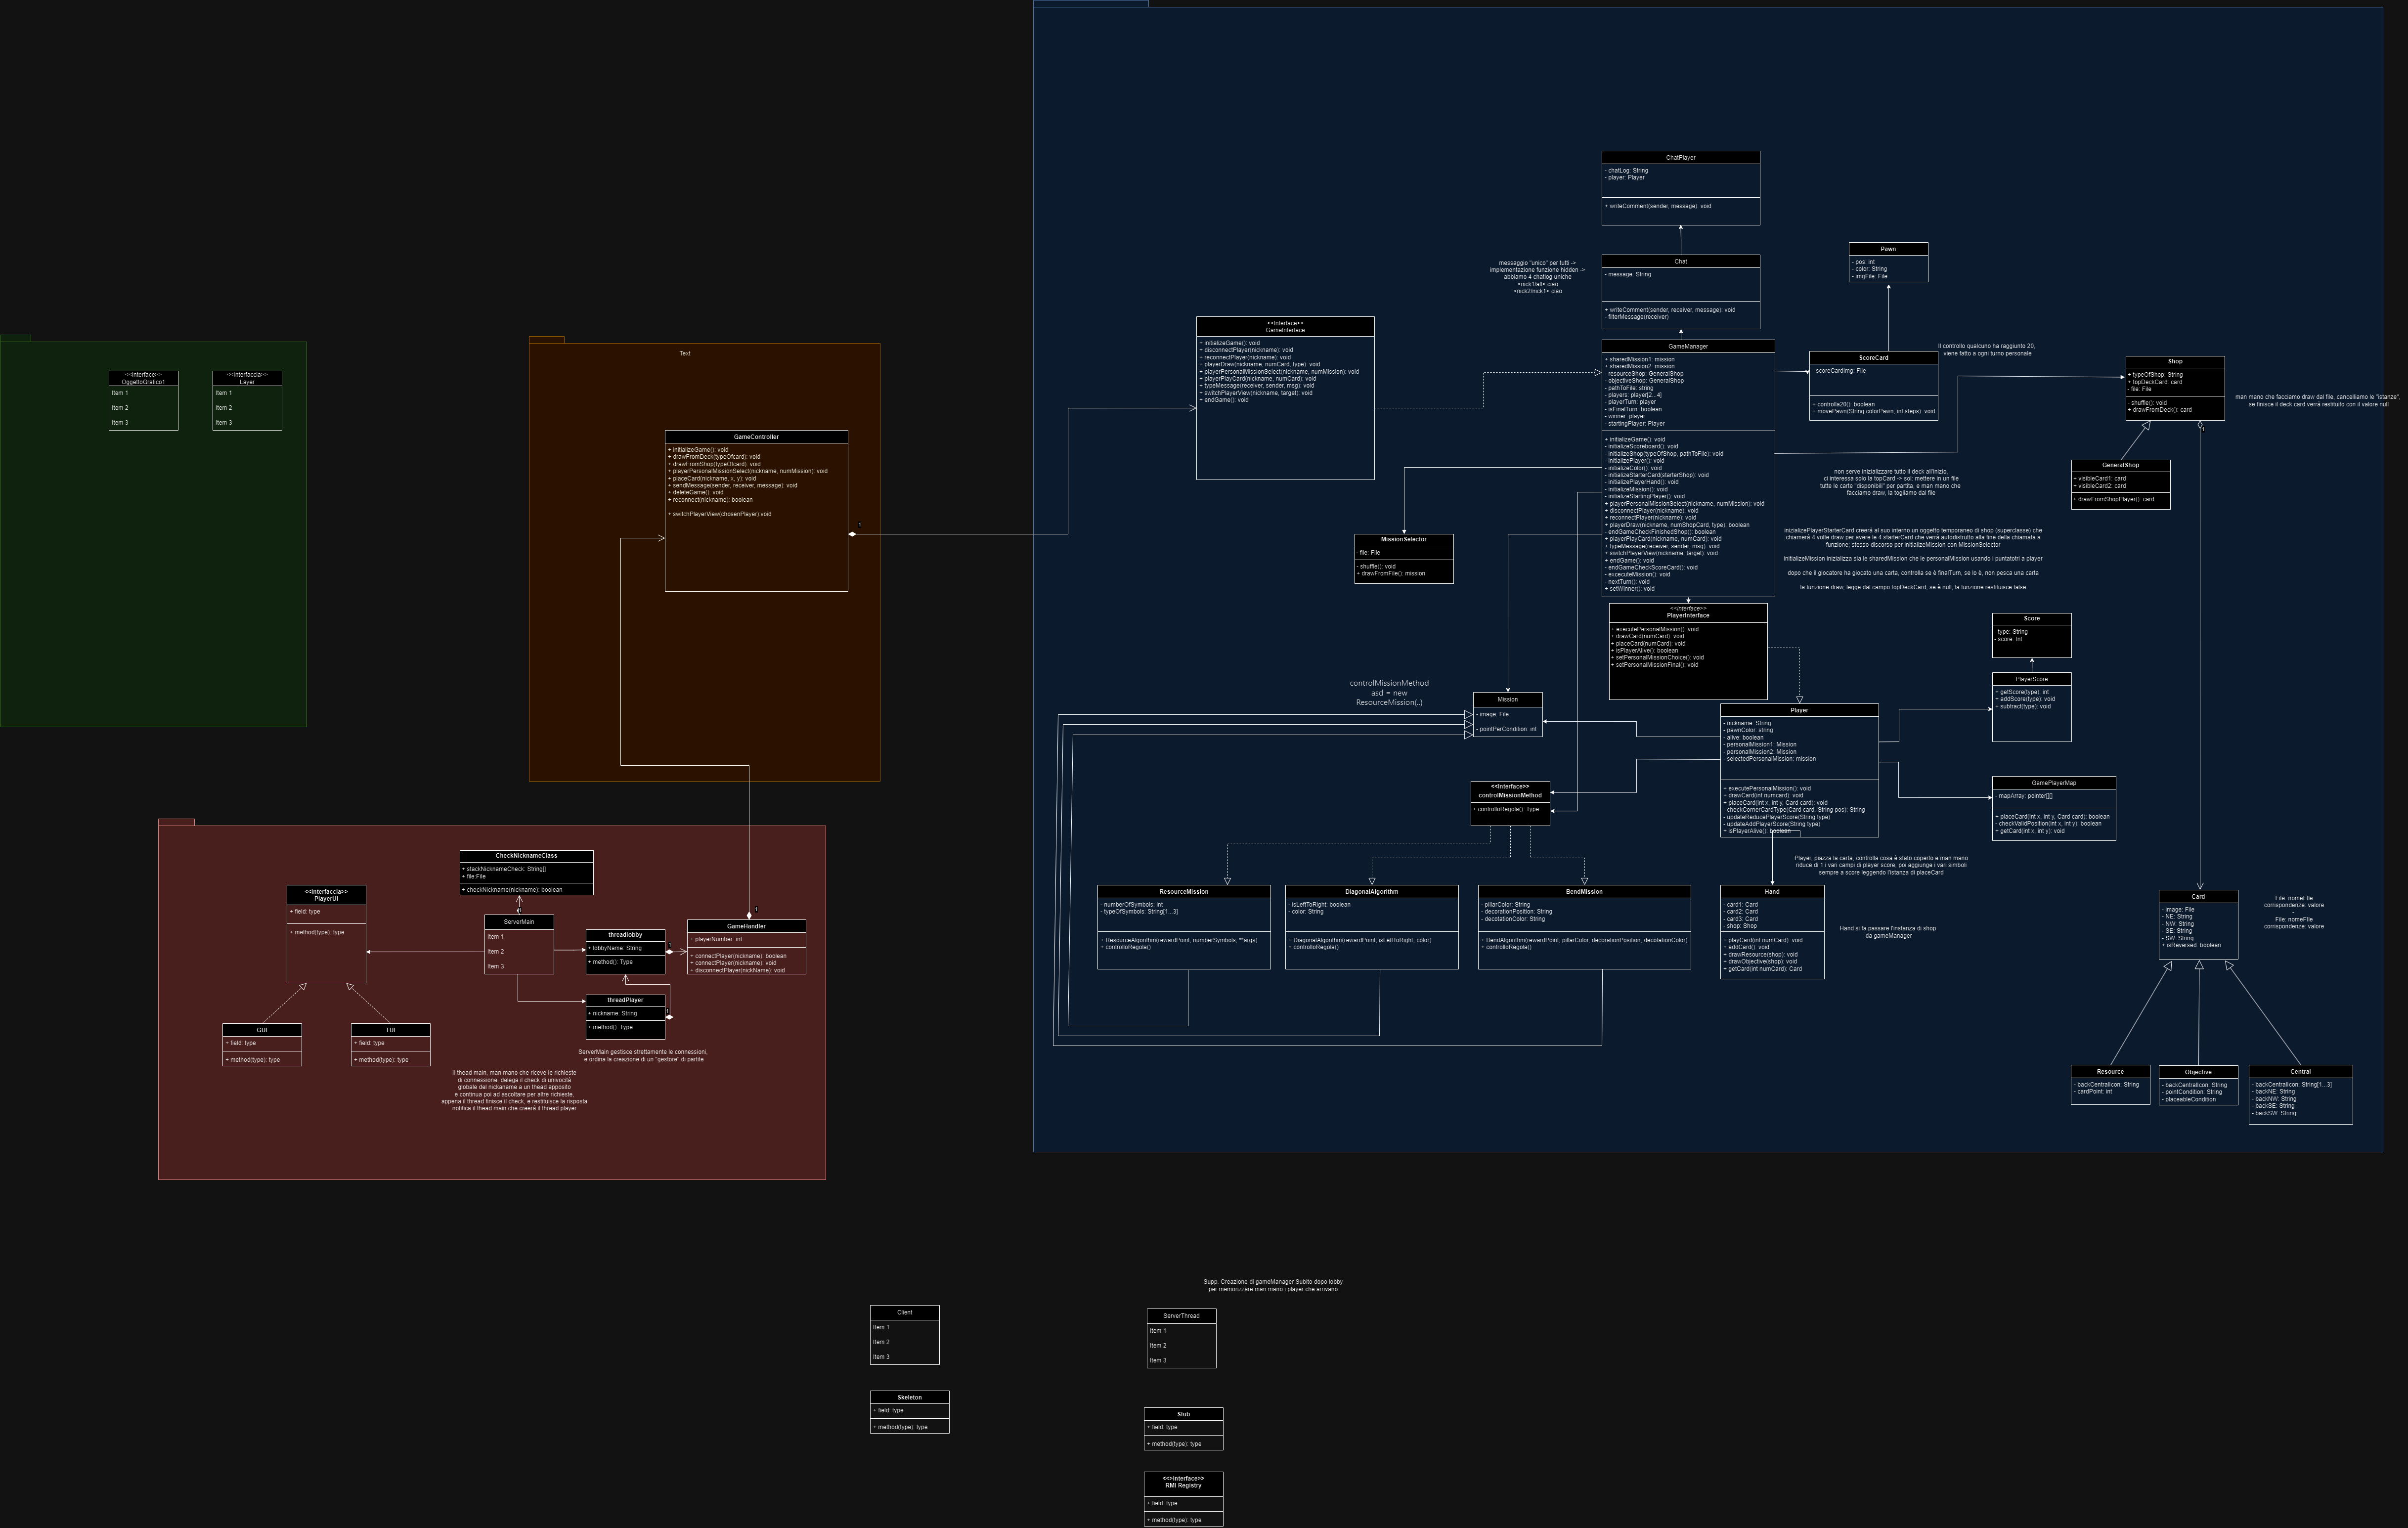 <<Interface>>
OggettoGrafico1
Item 1
Item 2
Item 3
<<Interfaccia>>
Layer
Item 1
Item 2
Item 3
Text
GameController
+ initializeGame(): void
+ drawFromDeck(typeOfcard): void
+ drawFromShop(typeOfcard): void
+ playerPersonalMissionSelect(nickname, numMission): void
+ placeCard(nickname, x, y): void
+ sendMessage(sender, receiver, message): void
+ deleteGame(): void
+ reconnect(nickname): boolean
+ switchPlayerView(chosenPlayer):void
1
CheckNicknameClass
+ stackNicknameCheck: String[]
+ file File
+ checkNickname(nickname): boolean
<<Interfaccia>>
PlayerUI
+ field: type
+ method(type): type
ServerMain
Item 1
Item 2
Item 3
1
threadlobby
+ lobbyName: String
+ method(): Type
1
GameHandler
+ playerNumber: int
+ connectPlayer(nickname): boolean
+ connectPlayer(nickname): void
+ disconnectPlayer(nickName): void
1
threadPlayer
+ nickname: String
+ method(): Type
1
GUI
+ field: type
+ method(type): type
TUI
+ field: type
+ method(type): type
ServerMain gestisce strettamente le connessioni,
e ordina la creazione di un "gestore" di partite
Il thead main, man mano che riceve le richieste
di connessione, delega il check di univocità
globale del nickaname a un thead apposito
e continua poi ad ascoltare per altre richieste,
appena il thread finisce il check, e restituisce la risposta
notifica il thead main che creerà il thread player
ChatPlayer
- chatLog: String
- player: Player
+ writeComment(sender, message): void
messaggio "unico" per tutti ->
implementazione funzione hidden ->
abbiamo 4 chatlog uniche
<nick1/all> ciao
<nick2/nick1> ciao
Chat
- message: String
+ writeComment(sender, receiver, message): void
- filterMessage(receiver)
Pawn
- pos: int
- color: String
- imgFile: File
<<Interface>>
GameInterface
+ initializeGame(): void
+ disconnectPlayer(nickname): void
+ reconnectPlayer(nickname): void
+ playerDraw(nickname, numCard, type): void
+ playerPersonalMissionSelect(nickname, numMission): void
+ playerPlayCard(nickname, numCard): void
+ typeMessage(receiver, sender, msg): void
+ switchPlayerView(nickname, target): void
+ endGame(): void
GameManager
+ sharedMission1: mission
+ sharedMission2: mission
- resourceShop: GeneralShop
- objectiveShop: GeneralShop
- pathToFile: string
- players: player[2...4]
- playerTurn: player
- isFinalTurn: boolean
- winner: player
- startingPlayer: Player
+ initializeGame(): void
- initializeScoreboard(): void
- initializeShop(typeOfShop, pathToFile): void
- initializePlayer(): void
- initializeColor(): void
- initializeStarterCard(starterShop): void
- initializePlayerHand(): void
- initializeMission(): void
- initializeStartingPlayer(): void
+ playerPersonalMissionSelect(nickname, numMission): void
+ disconnectPlayer(nickname): void
+ reconnectPlayer(nickname): void
+ playerDraw(nickname, numShopCard, type): boolean
- endGameCheckFinishedShop(): boolean
+ playerPlayCard(nickname, numCard): void
+ typeMessage(receiver, sender, msg): void
+ switchPlayerView(nickname, target): void
+ endGame(): void
- endGameCheckScoreCard(): void
- excecuteMission(): void
- nextTurn(): void
+ setWinner(): void
ScoreCard
- scoreCardImg: File
+ controlla20(): boolean
+ movePawn(String colorPawn, int steps): void
il controllo qualcuno ha raggiunto 20,
viene fatto a ogni turno personale
Shop
+ typeOfShop: String
+ topDeckCard: card
- file: File
- shuffle(): void
+ drawFromDeck(): card
1
man mano che facciamo draw dal file, cancelliamo le "istanze",
se finisce il deck card verrà restituito con il valore null
GeneralShop
+ visibleCard1: card
+ visibleCard2: card
+ drawFromShopPlayer(): card
non serve inizializzare tutto il deck all'inizio,
ci interessa solo la topCard -> sol: mettere in un file
tutte le carte "disponibili" per partita, e man mano che
facciamo draw, la togliamo dal file
inizializePlayerStarterCard creerà al suo interno un oggetto temporaneo di shop (superclasse) che
chiamerà 4 volte draw per avere le 4 starterCard che verrà autodistrutto alla fine della chiamata a
funzione; stesso discorso per initializeMission con MissionSelector
initializeMission inizializza sia le sharedMission che le personalMission usando i puntatotri a player
dopo che il giocatore ha giocato una carta, controlla se è finalTurn, se lo è, non pesca una carta
la funzione draw, legge dal campo topDeckCard, se è null, la funzione restituisce false
MissionSelector
- file: File
- shuffle(): void
+ drawFromFile(): mission
<<Interface>>
PlayerInterface
+ executePersonalMission(): void
+ drawCard(numCard): void
+ placeCard(numCard): void
+ isPlayerAlive(): boolean
+ setPersonalMissionChoice(): void
+ setPersonalMissionFinal(): void
Score
- type: String
- score: Int
PlayerScore
+ getScore(type): int
+ addScore(type): void
+ subtract(type): void
controlMissionMethod
asd = new
ResourceMission(..)
Mission
- image: File
- pointPerCondition: int
Player
- nickname: String
- pawnColor: string
- alive: boolean
- personalMission1: Mission
- personalMission2: Mission
- selectedPersonalMission: mission
+ executePersonalMission(): void
+ drawCard(int numcard): void
+ placeCard(int x, int y, Card card): void
- checkCornerCardType(Card card, String pos): String
- updateReducePlayerScore(String type)
- updateAddPlayerScore(String type)
+ isPlayerAlive(): boolean
GamePlayerMap
- mapArray: pointer[][]
+ placeCard(int x, int y, Card card): boolean
- checkValidPosition(int x, int y): boolean
+ getCard(int x, int y): void
<<Interface>>
controlMissionMethod
+ controlloRegola(): Type
Player, piazza la carta, controlla cosa è stato coperto e man mano
riduce di 1 i vari campi di player score, poi aggiunge i vari simboli
sempre a score leggendo l'istanza di placeCard
ResourceMission
- numberOfSymbols: int
- typeOfSymbols: String[1...3]
+ ResourceAlgorithm(rewardPoint, numberSymbols, **args)
+ controlloRegola()
DiagonalAlgorithm
- isLeftToRight: boolean
- color: String
+ DiagonalAlgorithm(rewardPoint, isLeftToRight, color)
+ controlloRegola()
BendMission
- pillarColor: String
- decorationPosition: String
- decotationColor: String
+ BendAlgorithm(rewardPoint, pillarColor, decorationPosition, decotationColor)
+ controlloRegola()
Hand
- card1: Card
- card2: Card
- card3: Card
- shop: Shop
+ playCard(int numCard): void
+ addCard(): void
+ drawResource(shop): void
+ drawObjective(shop): void
+ getCard(int numCard): Card
Hand si fa passare l'instanza di shop
da gameManager
Card
- image: File
- NE: String
- NW: String
- SE: String
- SW: String
+ isReversed: boolean
File: nomeFIle
corrispondenze: valore
-
File: nomeFile
corrispondenze: valore
Resource
- backCentralIcon: String
- cardPoint: int
Objective
- backCentralIcon: String
- pointCondition: String
- placeableCondition
Central
- backCentralIcon: String[1...3]
- backNE: String
- backNW: String
- backSE: String
- backSW: String
Supp. Creazione di gameManager Subito dopo lobby
per memorizzare man mano i player che arrivano
Client
Item 1
Item 2
Item 3
ServerThread
Item 1
Item 2
Item 3
Skeleton
+ field: type
+ method(type): type
Stub
+ field: type
+ method(type): type
<<>Interface>>
RMI Registry
+ field: type
+ method(type): type